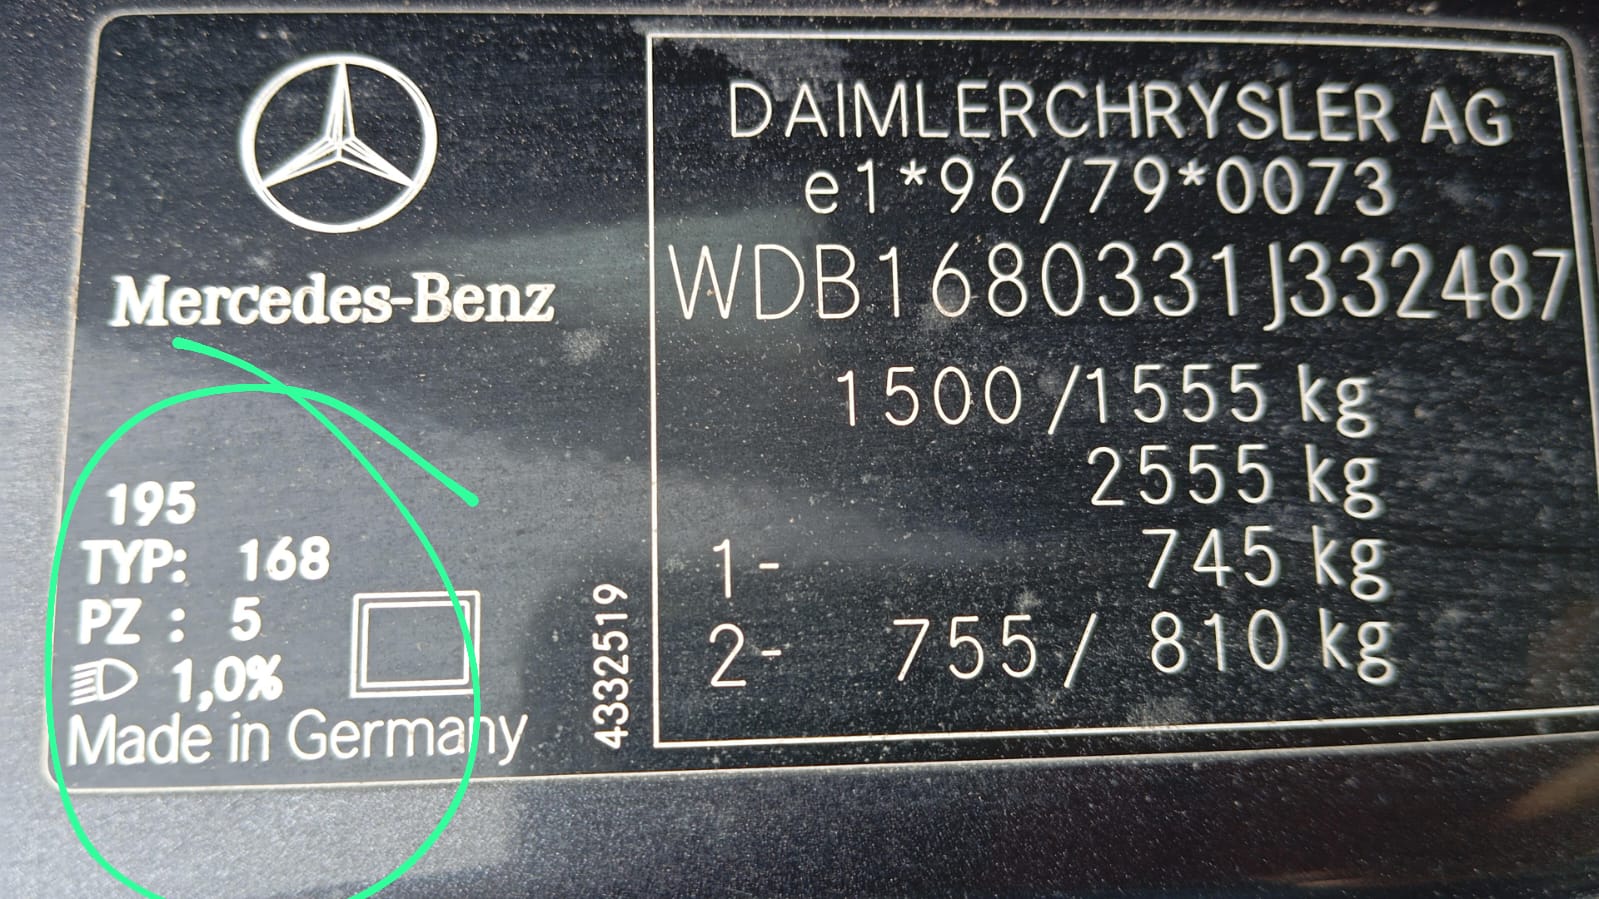 Mercedes-Benz
195
TYP: 168
PZ : 5
1,0%
Made in Germany
4332519
DAIMLERCHRYSLER AG
e1*96/79*0073
WDB1680331J332487
1500/1555 kg
2555 kg
1- 745 kg
2- 755/ 810 kg